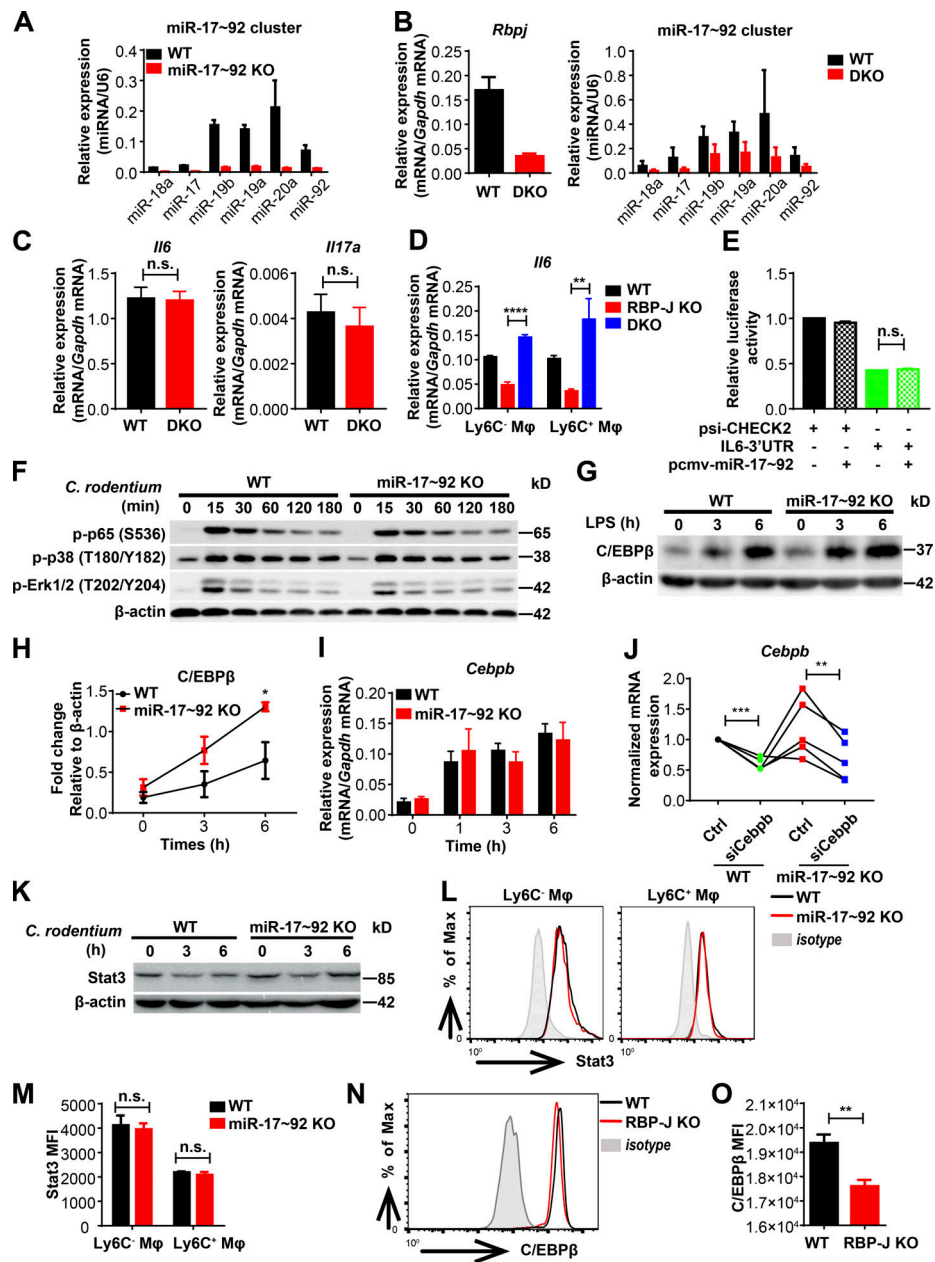 A
miR-17~92 cluster
WT
miR-17~92 KO
Relative expression
(miRNA/U6)
0.4
0.3
0.2
0.1
0.0
miR-18a
miR-17
miR-19b
miR-19a
miR-20a
miR-92
B
Rbpj
Relative expression
(mRNA/Gapdh mRNA)
0.25
0.20
0.15
0.10
0.05
0.00
WT
DKO
miR-17~92 cluster
WT
DKO
Relative expression
(miRNA/U6)
1.0
0.8
0.6
0.4
0.2
0.0
miR-18a
miR-17
miR-19b
miR-19a
miR-20a
miR-92
C
Il6
n.s.
Relative expression
(mRNA/Gapdh mRNA)
1.5
1.0
0.5
0.0
WT
DKO
Il17a
n.s.
0.006
0.004
0.002
0.000
WT
DKO
D
Il6
WT
RBP-J KO
DKO
****
**
Relative expression
(mRNA/Gapdh mRNA)
0.25
0.20
0.15
0.10
0.05
0.00
Ly6C- Mφ
Ly6C+ Mφ
E
Relative luciferase
activity
1.5
1.0
0.5
0.0
n.s.
psi-CHECK2 + + - -
IL6-3'UTR - - + +
pcmv-miR-17~92 - + - +
F
C. rodentium WT miR-17~92 KO kD
(min) 0 15 30 60 120 180 0 15 30 60 120 180
p-p65 (S536) 65
p-p38 (T180/Y182) 38
p-Erk1/2 (T202/Y204) 42
β-actin 42
G
WT miR-17~92 KO kD
LPS (h) 0 3 6 0 3 6
C/EBPβ 37
β-actin 42
H
C/EBPβ
WT
miR-17~92 KO
*
Fold change
Relative to β-actin
1.5
1.0
0.5
0.0
0 3 6
Times (h)
I
Cebpb
WT
miR-17~92 KO
Relative expression
(mRNA/Gapdh mRNA)
0.20
0.15
0.10
0.05
0.00
0 1 3 6
Time (h)
J
Cebpb
***
**
Normalized mRNA
expression
2.0
1.5
1.0
0.5
0.0
Ctrl
siCebpb
Ctrl
siCebpb
WT
miR-17~92 KO
K
C. rodentium WT miR-17~92 KO kD
(h) 0 3 6 0 3 6
Stat3 85
β-actin 42
L
Ly6C- Mφ
Ly6C+ Mφ
WT
miR-17~92 KO
isotype
% of Max
0
0
10⁰
10⁰
Stat3
M
WT
miR-17~92 KO
n.s.
n.s.
Stat3 MFI
5000
4000
3000
2000
1000
0
Ly6C- Mφ
Ly6C+ Mφ
N
WT
RBP-J KO
isotype
% of Max
0
10⁰
C/EBPβ
O
**
C/EBPβ MFI
2.1×10⁴
2.0×10⁴
1.9×10⁴
1.8×10⁴
1.7×10⁴
1.6×10⁴
WT
RBP-J KO